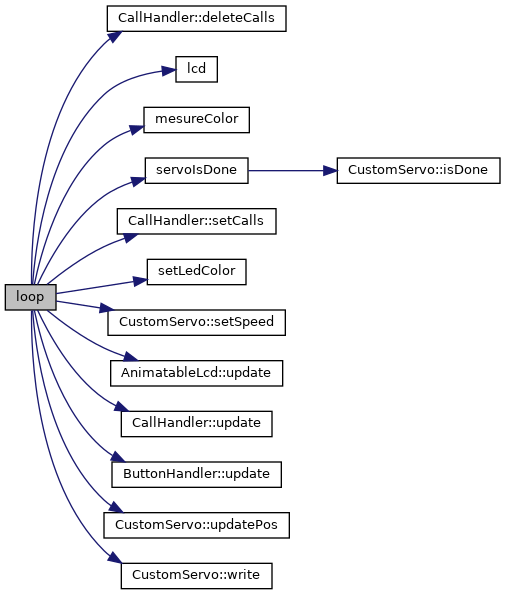 CallHandler::deleteCalls
lcd
mesureColor
servoIsDone
CustomServo::isDone
CallHandler::setCalls
setLedColor
loop
CustomServo::setSpeed
AnimatableLcd::update
CallHandler::update
ButtonHandler::update
CustomServo::updatePos
CustomServo::write